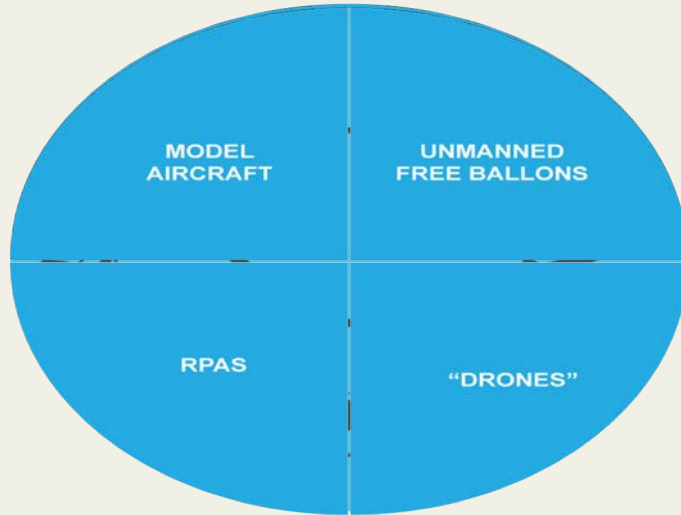 MODEL
AIRCRAFT
UNMANNED
FREE BALLONS
RPAS
“DRONES”